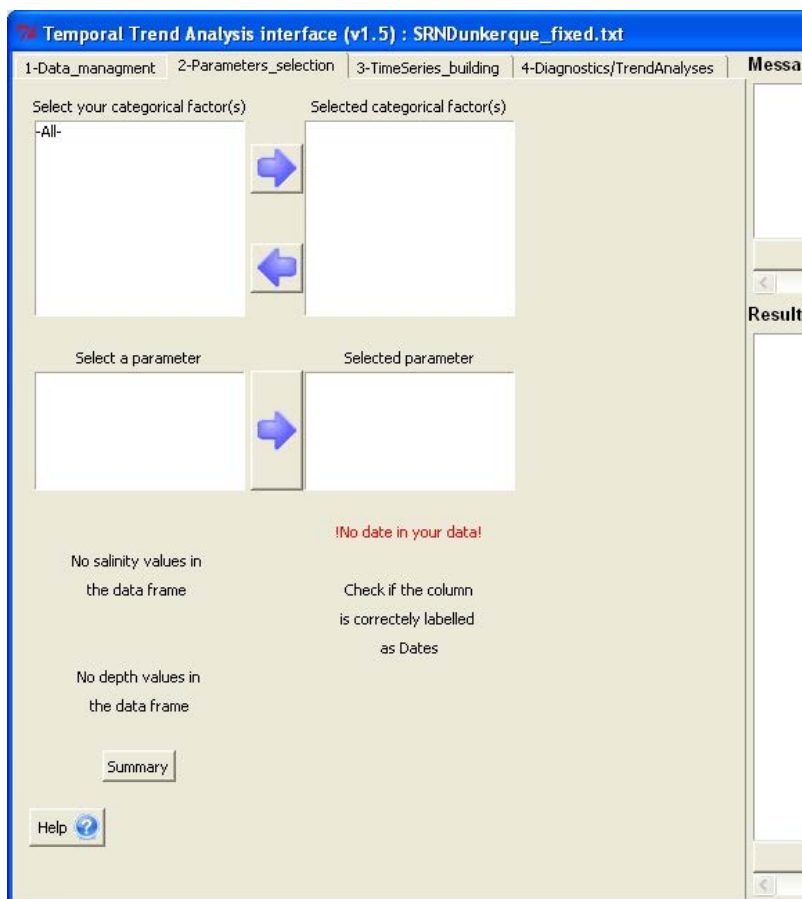 Temporal Trend Analysis interface (v1.5) : SRNDunkerque_fixed.txt
1-Data_managment 2-Parameters_selection 3-TimeSeries_building 4-Diagnostics/TrendAnalyses
Select your categorical factor(s) Selected categorical factor(s)
-All-
Select a parameter Selected parameter
!No date in your data!
No salinity values in
the data frame
Check if the column
is correctely labelled
as Dates
No depth values in
the data frame
Summary
Help
Messa
Result